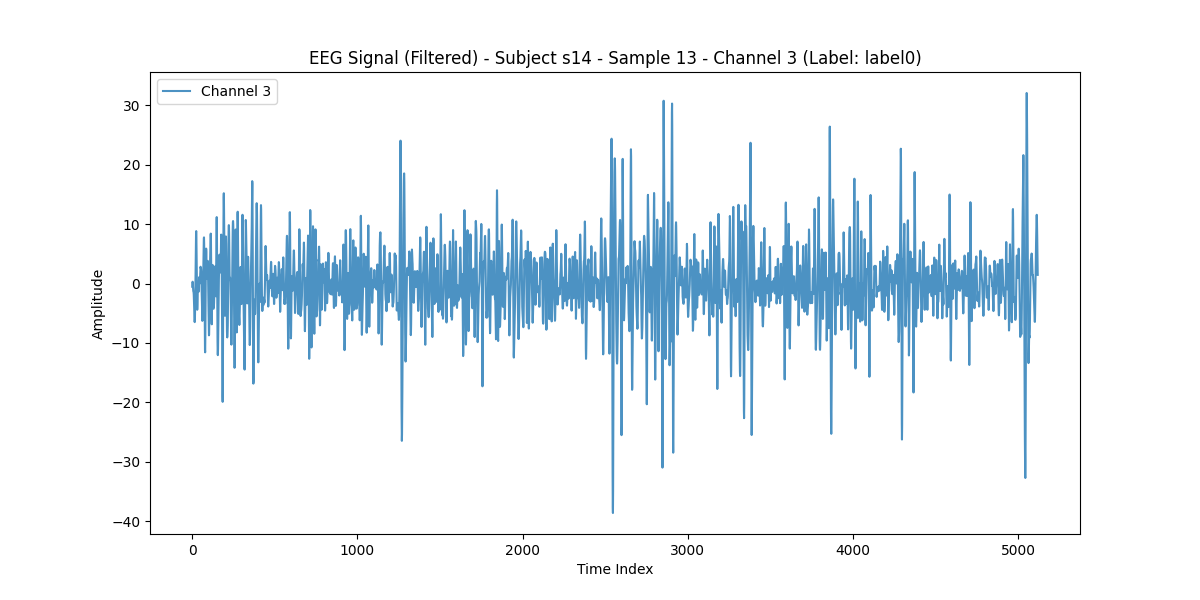 EEG Signal (Filtered) - Subject s14 - Sample 13 - Channel 3 (Label: label0)
Channel 3
30
20
10
0
−10
−20
−30
−40
Amplitude
0 1000 2000 3000 4000 5000
Time Index